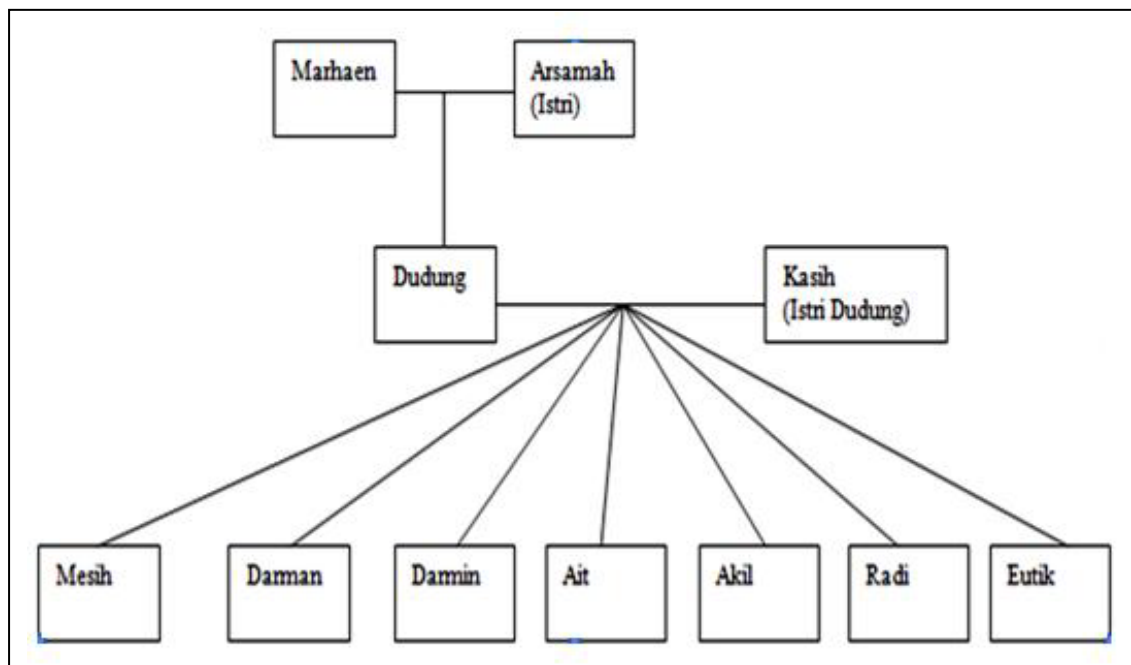 Marhaen
Arsamah
(Istri)
Dudung
Kasih
(Istri Dudung)
Mesih
Darman
Darmin
Ait
Akil
Radi
Eutik